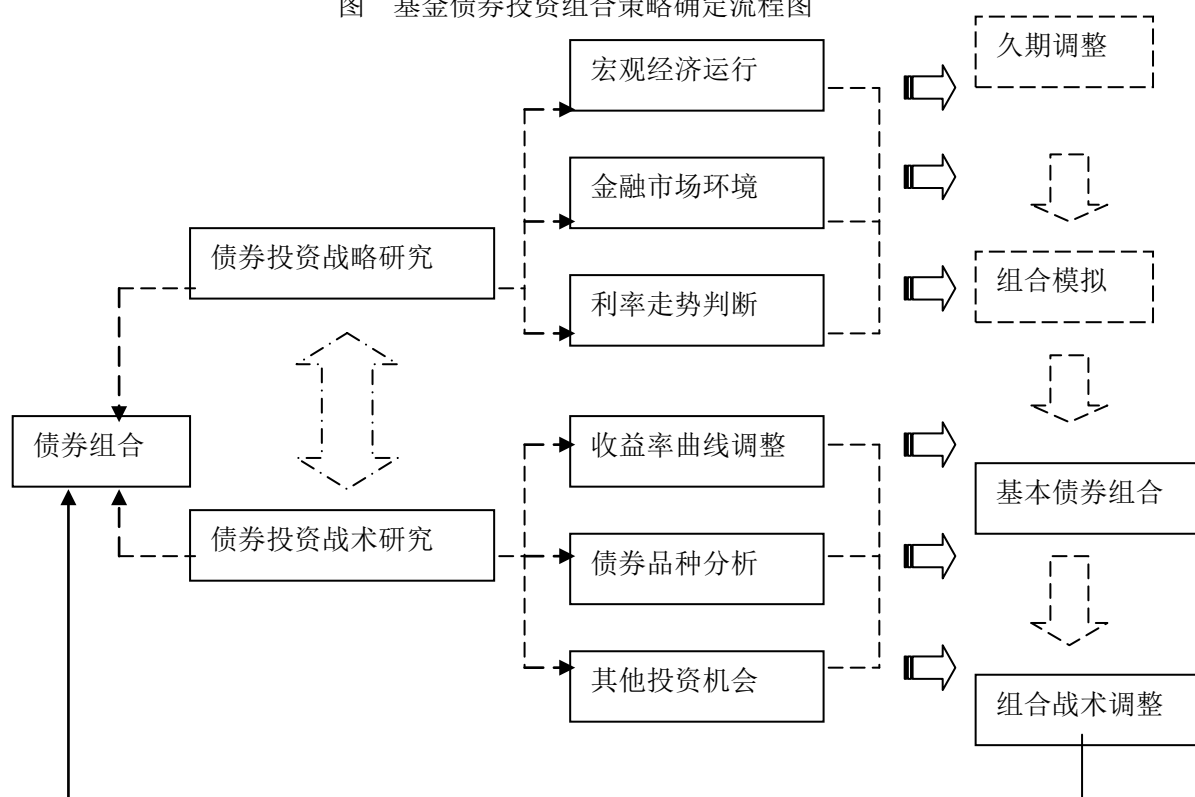 图 基金债券投资组合策略确定流程图
久期调整
宏观经济运行
金融市场环境
债券投资战略研究
利率走势判断
组合模拟
债券组合
收益率曲线调整
基本债券组合
债券投资战术研究
债券品种分析
其他投资机会
组合战术调整